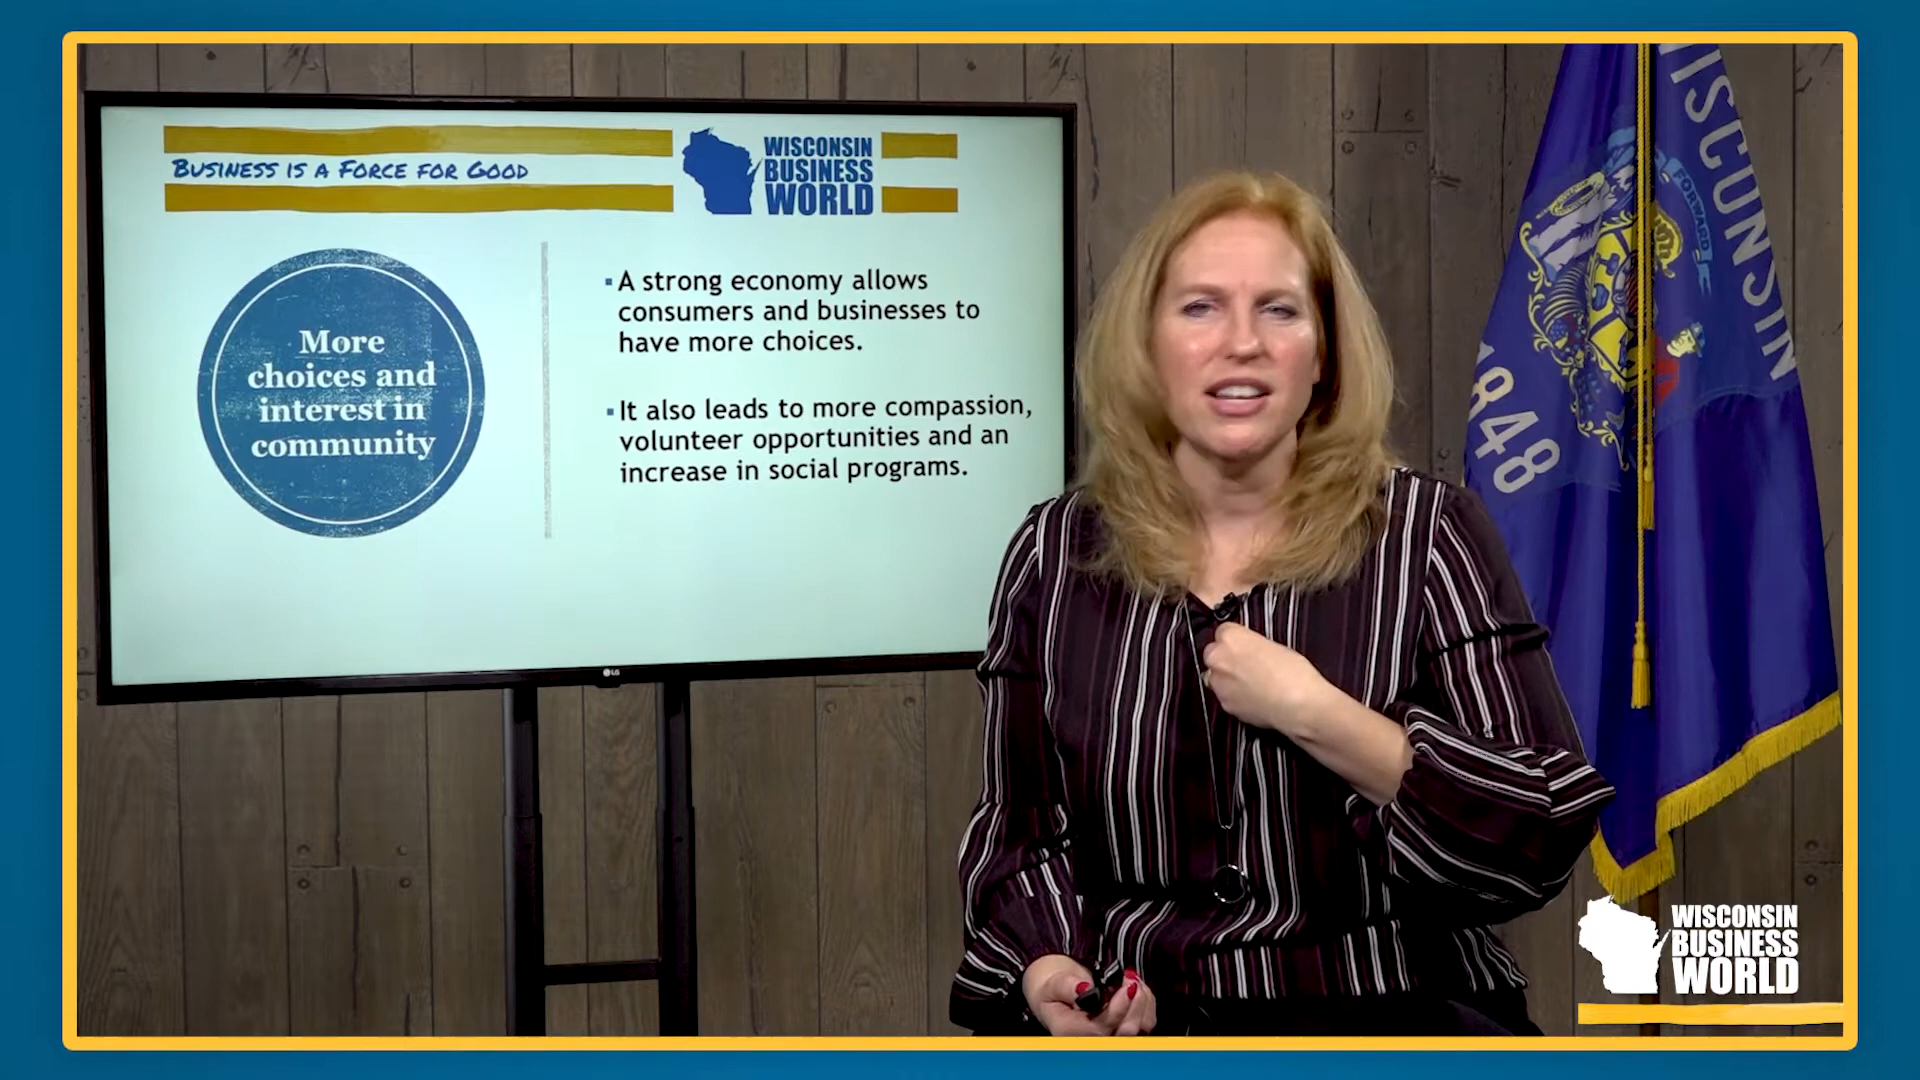 BUSINESS IS A FORCE FOR GOOD
WISCONSIN
BUSINESS
WORLD
More
choices and
interest in
community
▪A strong economy allows
consumers and businesses to
have more choices.
▪It also leads to more compassion,
volunteer opportunities and an
increase in social programs.
LG
WISCONSIN
FORWARD
1848
WISCONSIN
BUSINESS
WORLD